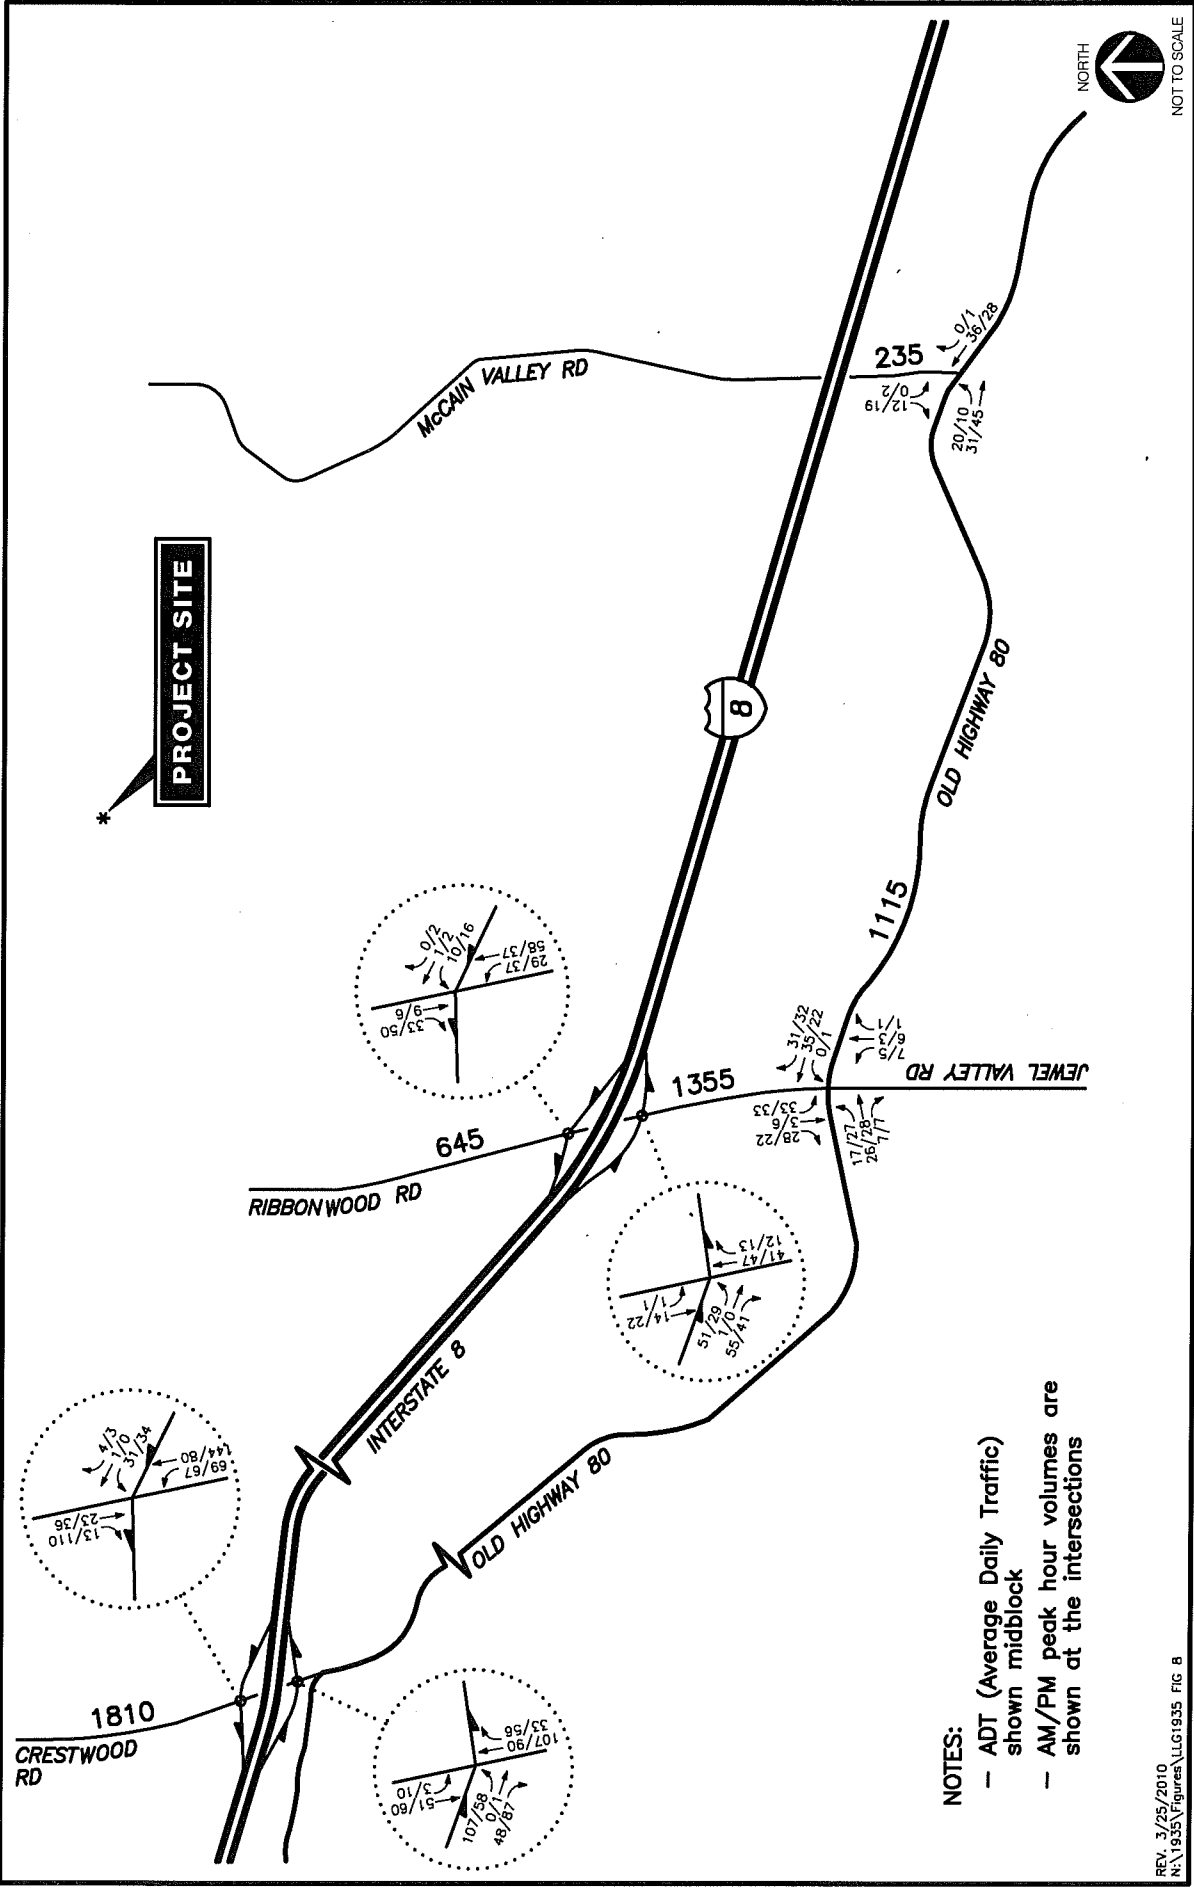 CRESTWOOD
RD
1810
13/110
23/36
4/3
1/0
31/34
69/67
144/80
51/60
3/10
107/58
0/1
48/87
107/90
33/56
INTERSTATE 8
OLD HIGHWAY 80
RIBBONWOOD RD
645
33/50
9/6
0/2
1/2
10/16
29/37
58/37
1355
14/22
1/1
51/29
1/0
55/41
41/47
12/13
28/22
3/6
33/33
31/32
35/22
0/1
17/27
26/28
7/7
7/5
6/3
1/1
JEWEL VALLEY RD
1115
OLD HIGHWAY 80
8
PROJECT SITE
*
McCAIN VALLEY RD
235
12/19
0/2
0/1
36/28
20/10
31/45
NORTH
NOT TO SCALE
NOTES:
— ADT (Average Daily Traffic)
shown midblock
— AM/PM peak hour volumes are
shown at the intersections
REV. 3/25/2010
N:\1935\Figures\LLG1935 FIG 8